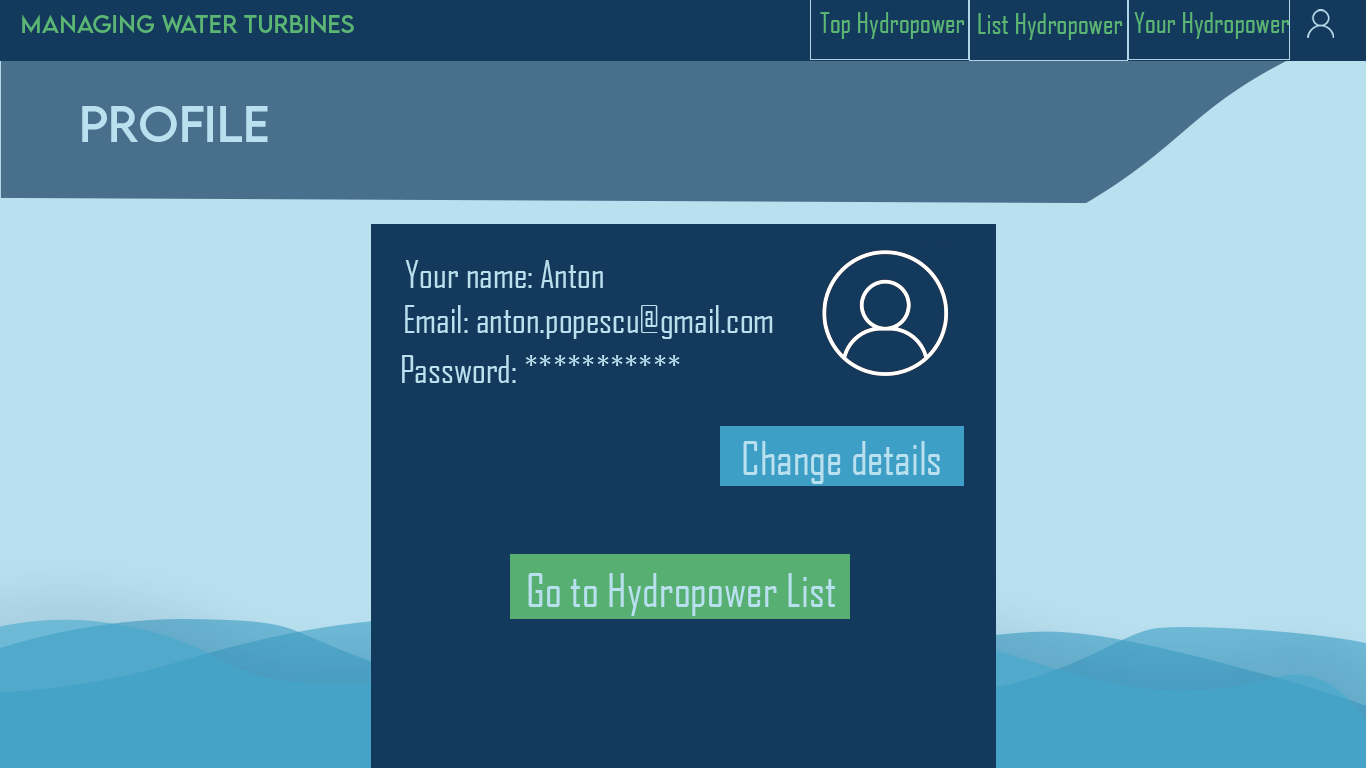 MANAGING WATER TURBINES
Top Hydropower
List Hydropower
Your Hydropower
PROFILE
Your name: Anton
Email: anton.popescu@gmail.com
Password: ***********
Change details
Go to Hydropower List